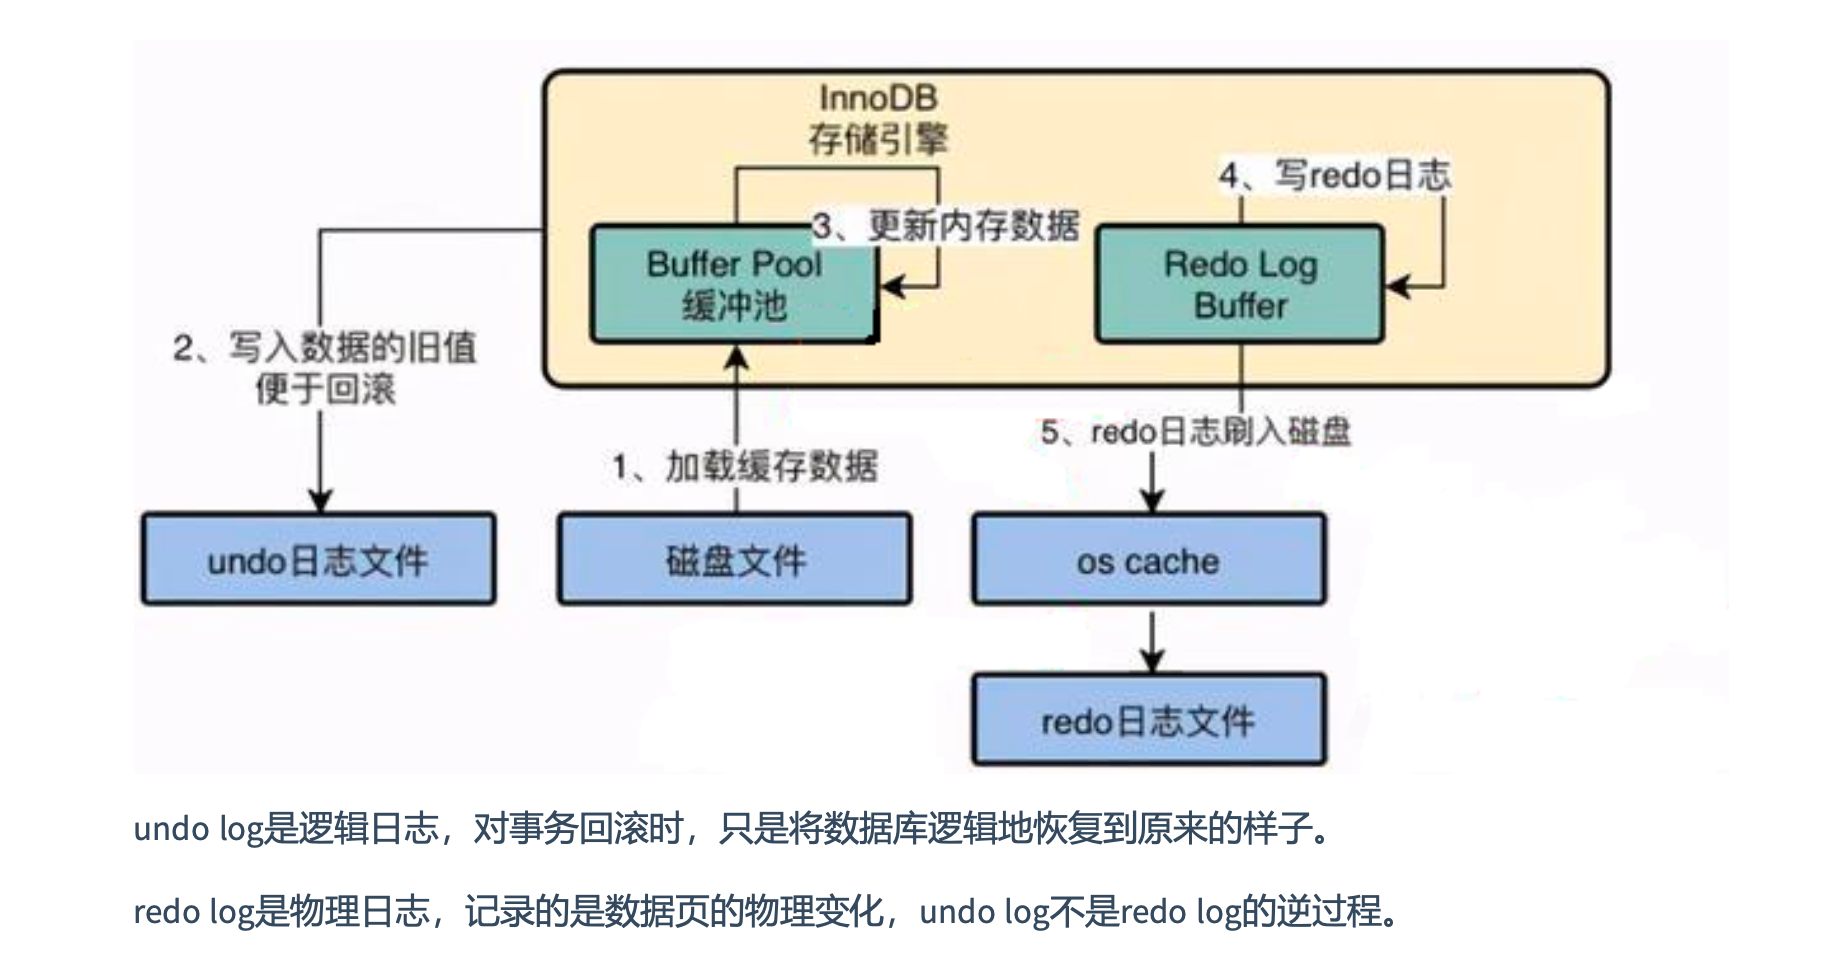 InnoDB
存储引擎
4、写redo日志
3、更新内存数据
Buffer Pool
缓冲池
Redo Log
Buffer
2、写入数据的旧值
便于回滚
5、redo日志刷入磁盘
1、加载缓存数据
undo日志文件
磁盘文件
os cache
redo日志文件
undo log是逻辑日志，对事务回滚时，只是将数据库逻辑地恢复到原来的样子。
redo log是物理日志，记录的是数据页的物理变化，undo log不是redo log的逆过程。